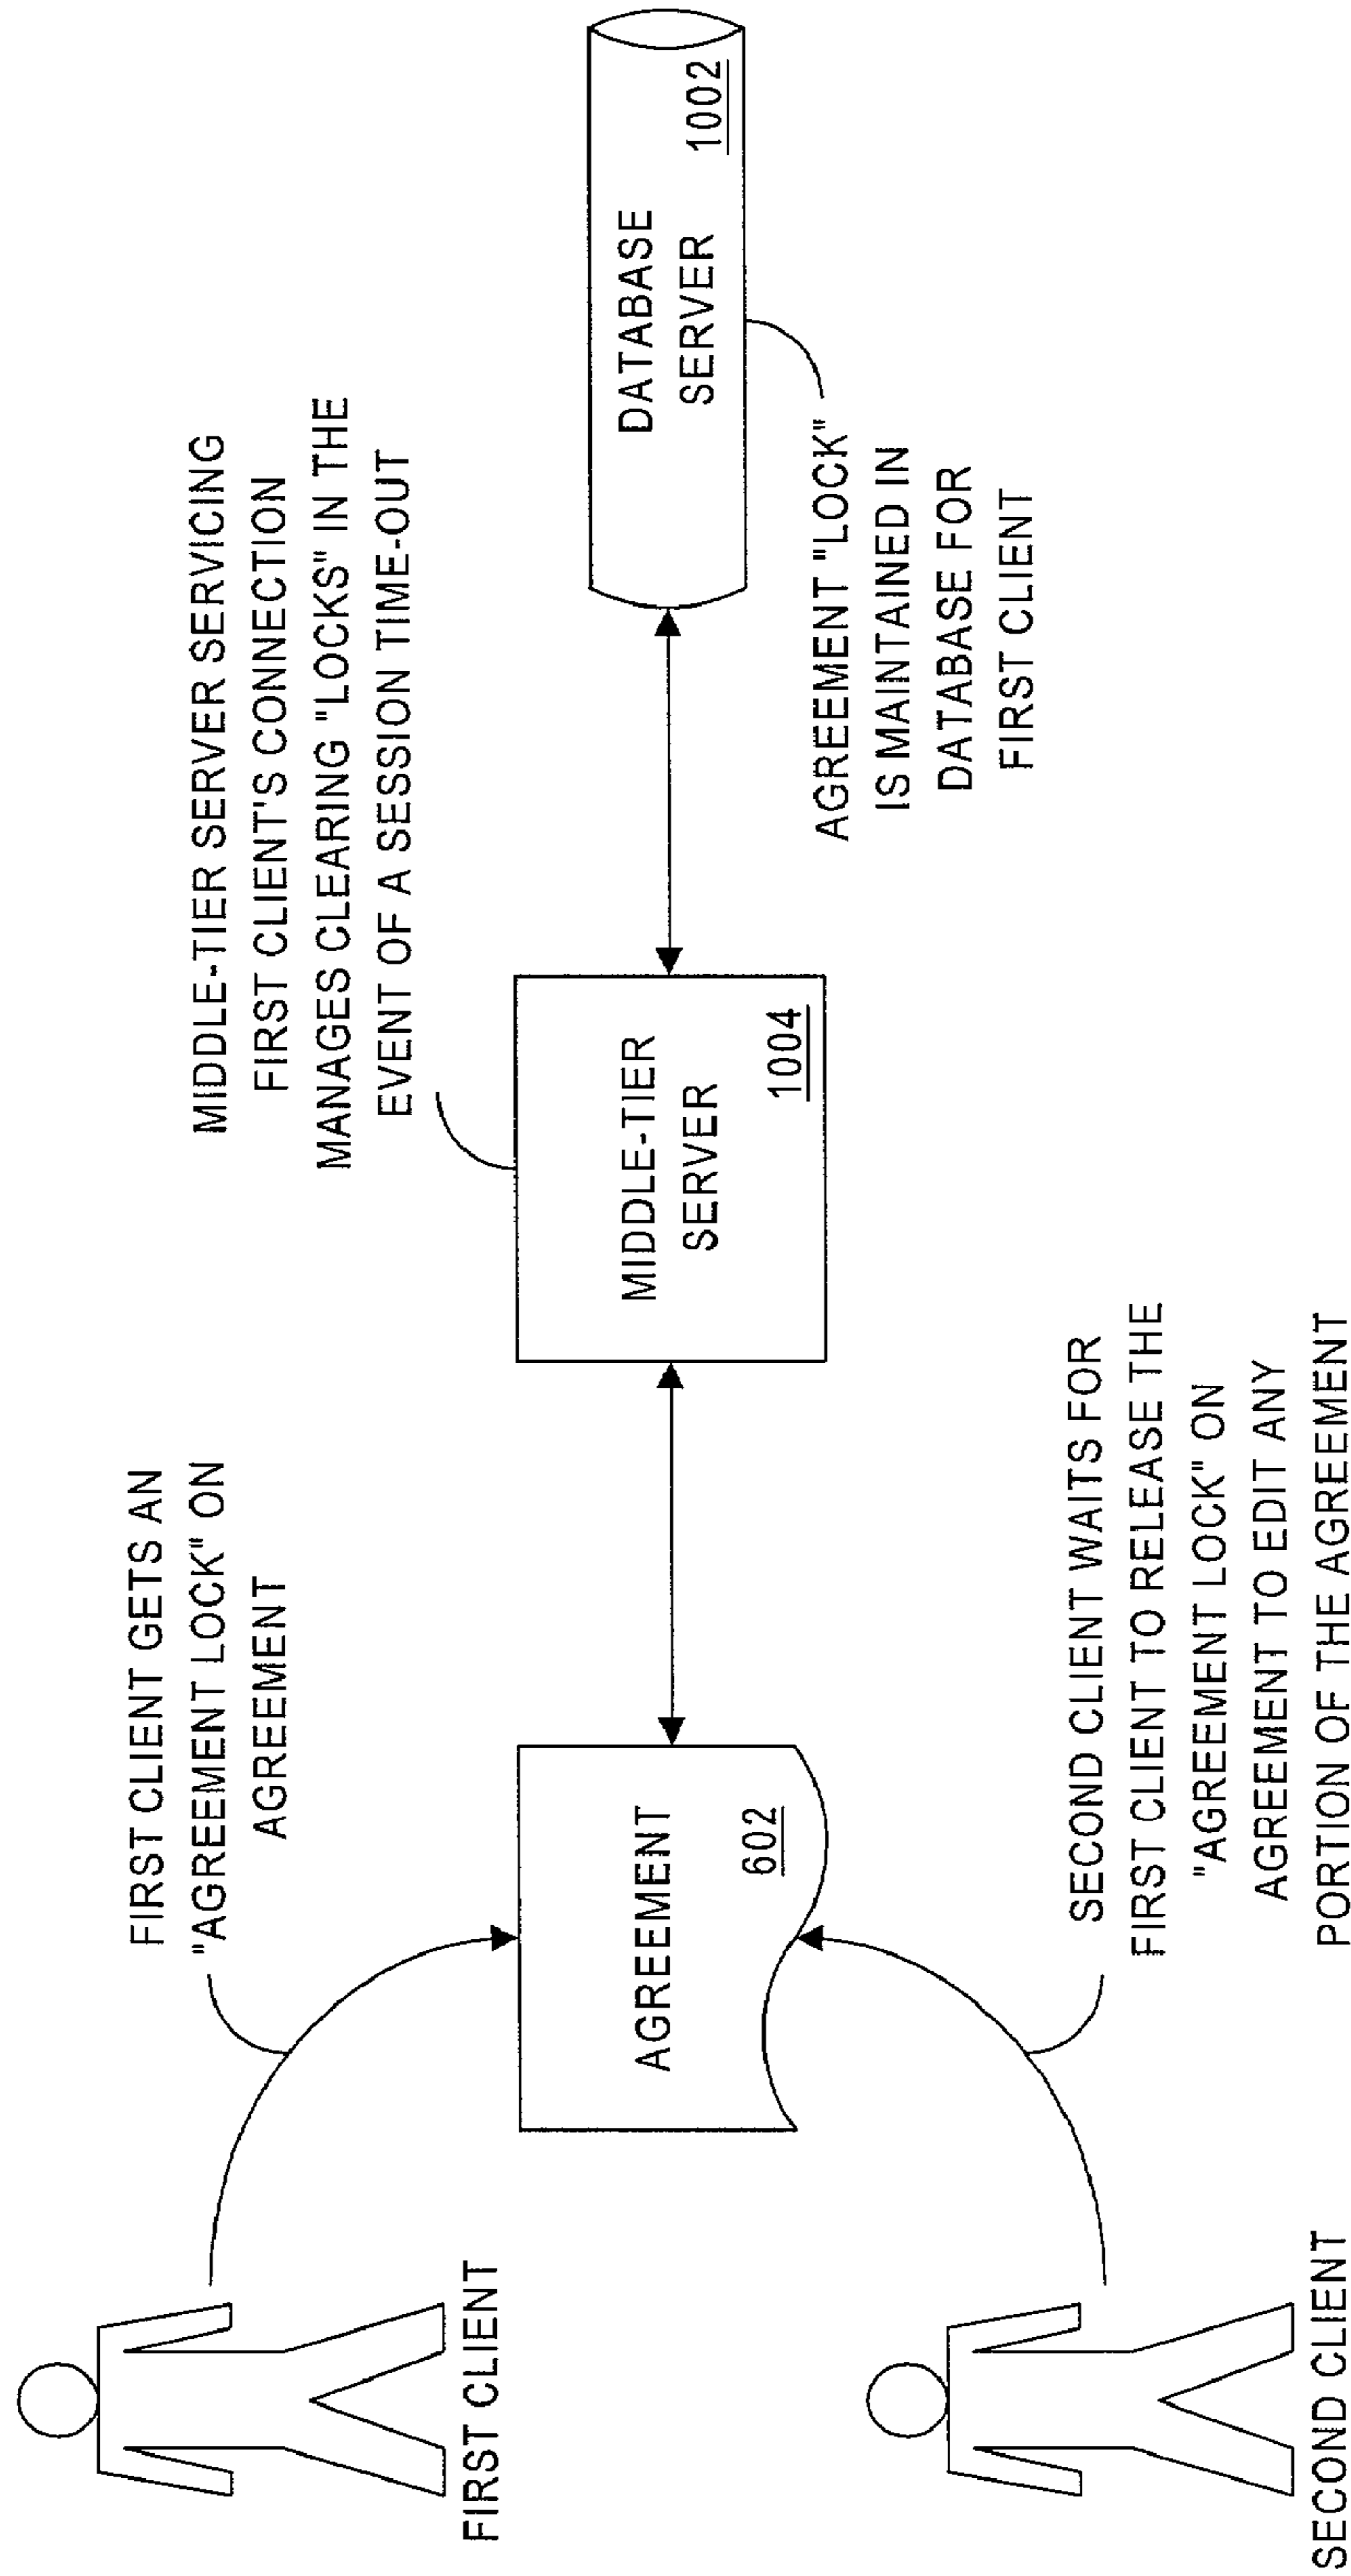 FIRST CLIENT GETS AN
"AGREEMENT LOCK" ON
AGREEMENT
MIDDLE-TIER SERVER SERVICING
FIRST CLIENT'S CONNECTION
MANAGES CLEARING "LOCKS" IN THE
EVENT OF A SESSION TIME-OUT
FIRST CLIENT
AGREEMENT
602
MIDDLE-TIER
SERVER
1004
DATABASE
SERVER
1002
AGREEMENT "LOCK"
IS MAINTAINED IN
DATABASE FOR
FIRST CLIENT
SECOND CLIENT WAITS FOR
FIRST CLIENT TO RELEASE THE
"AGREEMENT LOCK" ON
AGREEMENT TO EDIT ANY
PORTION OF THE AGREEMENT
SECOND CLIENT